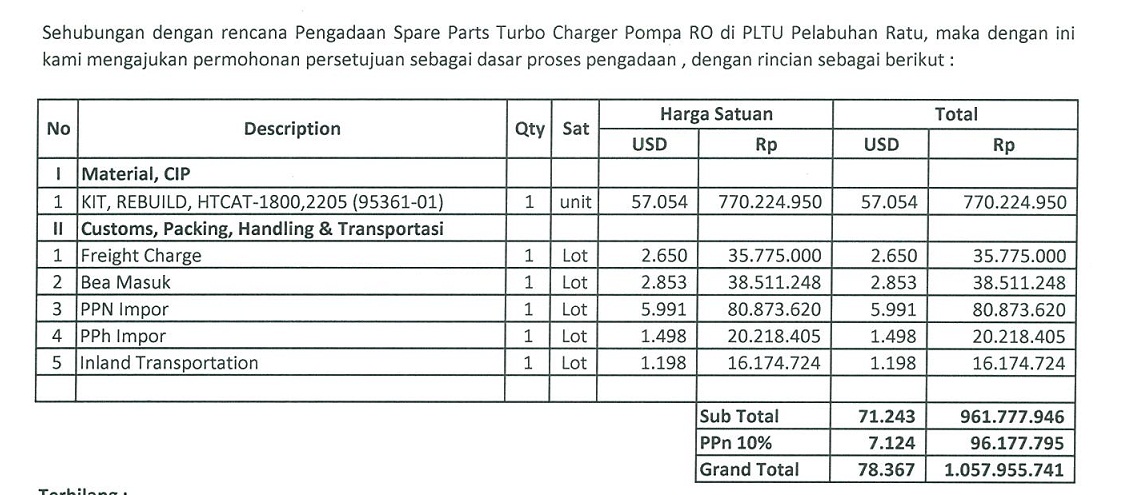 Sehubungan dengan rencana Pengadaan Spare Parts Turbo Charger Pompa RO di PLTU Pelabuhan Ratu, maka dengan ini
kami mengajukan permohonan persetujuan sebagai dasar proses pengadaan , dengan rincian sebagai berikut :
No Description Qty Sat Harga Satuan Total
USD Rp USD Rp
I Material, CIP
1 KIT, REBUILD, HTCAT-1800,2205 (95361-01) 1 unit 57.054 770.224.950 57.054 770.224.950
II Customs, Packing, Handling & Transportasi
1 Freight Charge 1 Lot 2.650 35.775.000 2.650 35.775.000
2 Bea Masuk 1 Lot 2.853 38.511.248 2.853 38.511.248
3 PPN Impor 1 Lot 5.991 80.873.620 5.991 80.873.620
4 PPh Impor 1 Lot 1.498 20.218.405 1.498 20.218.405
5 Inland Transportation 1 Lot 1.198 16.174.724 1.198 16.174.724
Sub Total 71.243 961.777.946
PPn 10% 7.124 96.177.795
Grand Total 78.367 1.057.955.741
Terbilang :